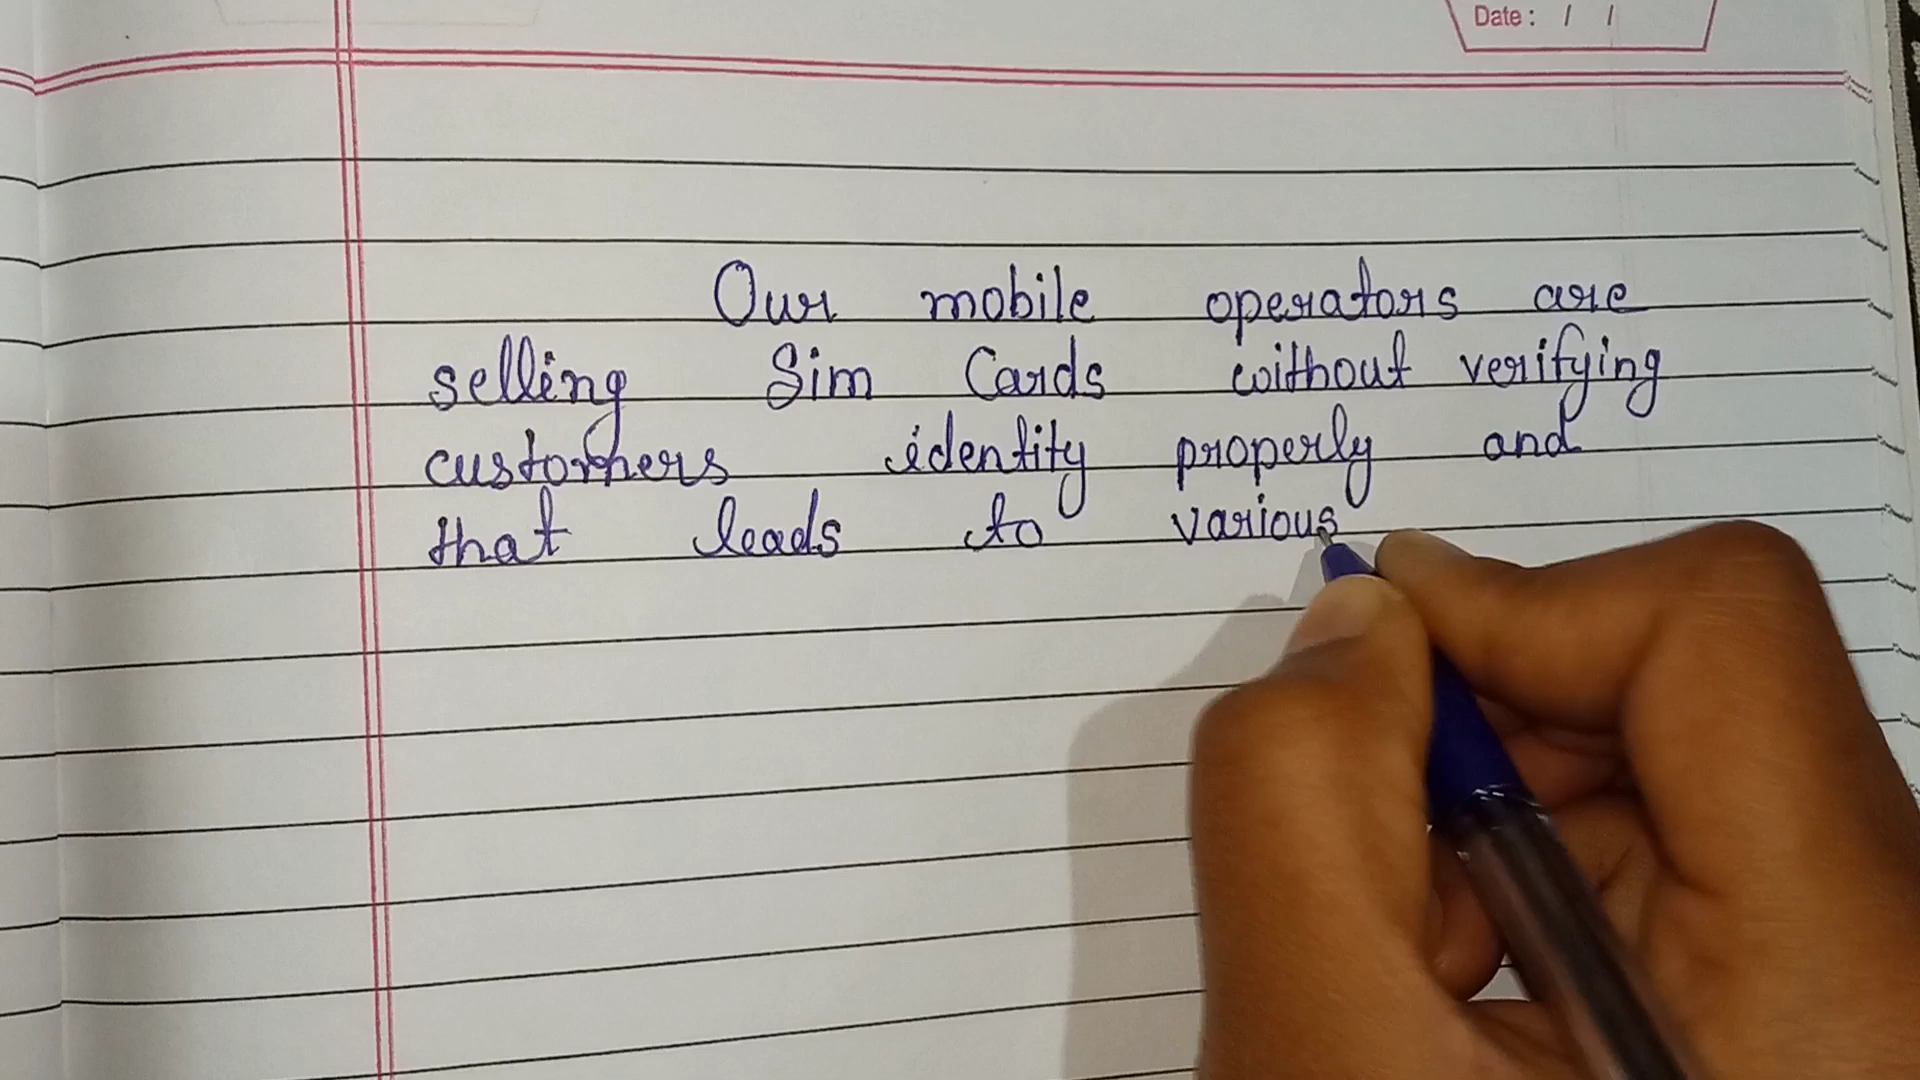 Date: / /
Our mobile operators are
selling Sim Cards without verifying
customers identity properly and
that leads to various